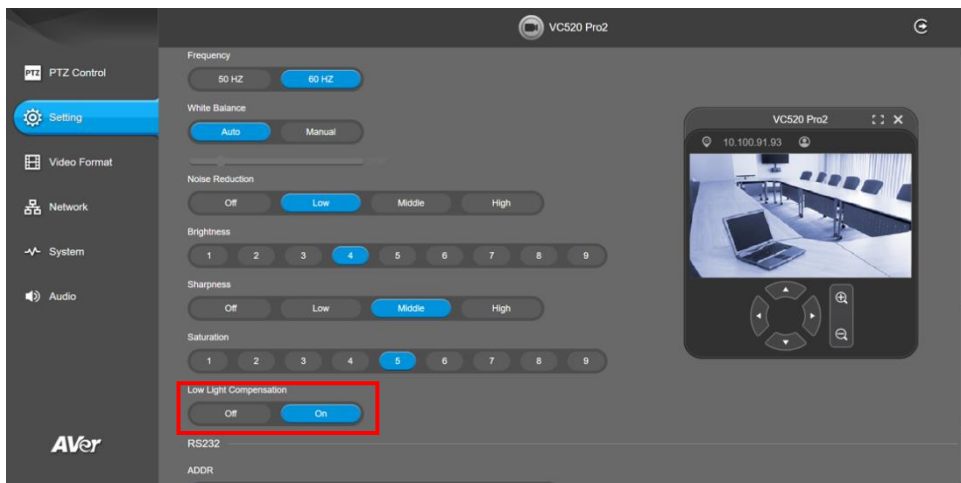 VC520 Pro2
PTZ PTZ Control
Setting
Video Format
Network
System
Audio
AVer
Frequency
50 HZ 60 HZ
White Balance
Auto Manual
Noise Reduction
Off Low Middle High
Brightness
1 2 3 4 5 6 7 8 9
Sharpness
Off Low Middle High
Saturation
1 2 3 4 5 6 7 8 9
Low Light Compensation
Off On
RS232
ADDR
VC520 Pro2
10.100.91.93